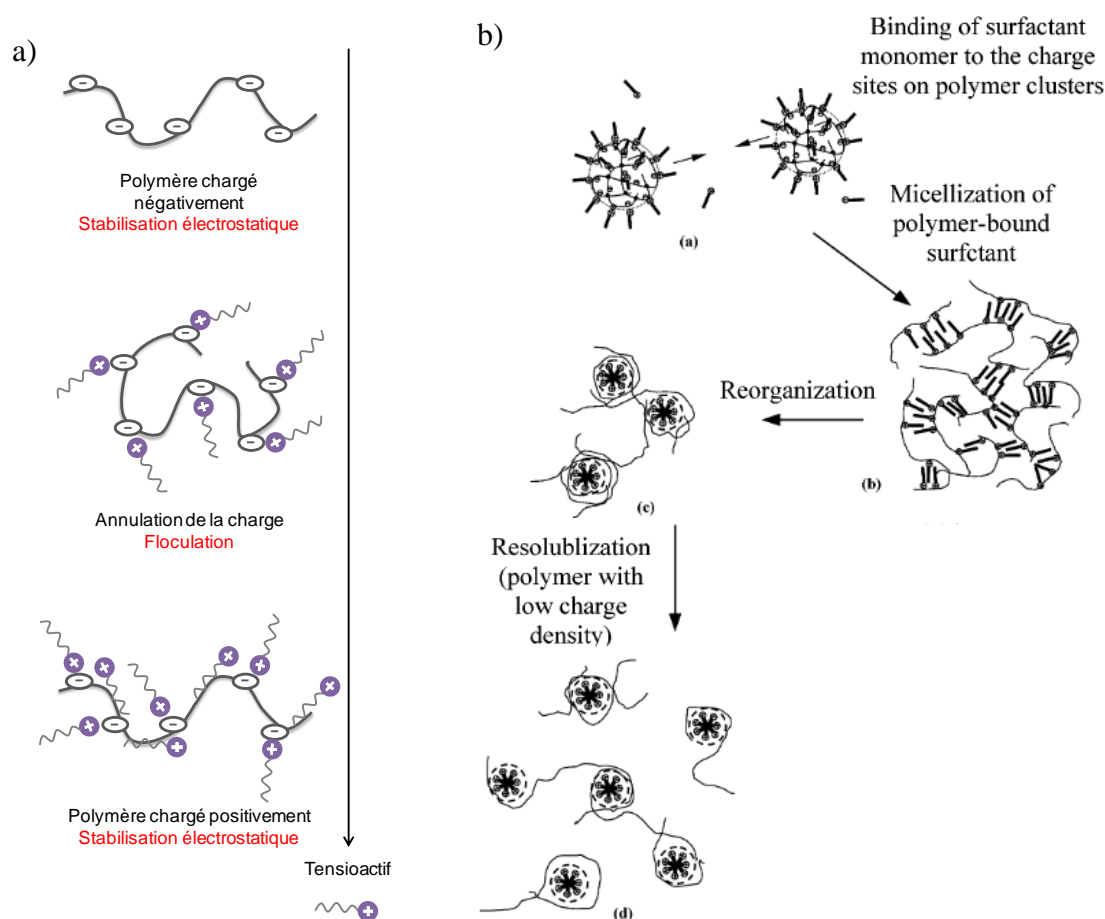 a)
Polymère chargé
négativement
Stabilisation électrostatique
Annulation de la charge
Floculation
Polymère chargé positivement
Stabilisation électrostatique
Tensioactif
b)
Binding of surfactant
monomer to the charge
sites on polymer clusters
(a)
Micellization of
polymer-bound
surfctant
(b)
Reorganization
(c)
Resolublization
(polymer with
low charge
density)
(d)